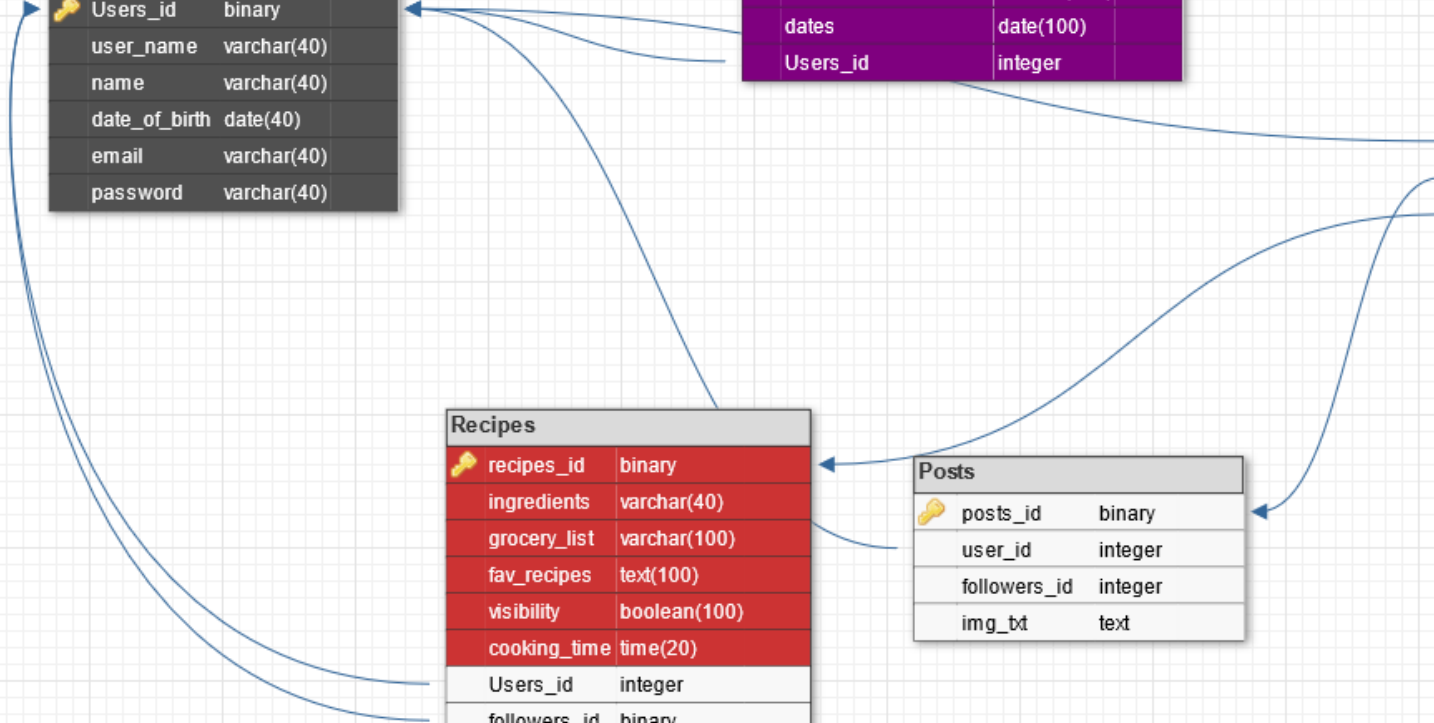 Users_id binary
user_name varchar(40)
name varchar(40)
date_of_birth date(40)
email varchar(40)
password varchar(40)
dates date(100)
Users_id integer
Recipes
recipes_id binary
ingredients varchar(40)
grocery_list varchar(100)
fav_recipes text(100)
visibility boolean(100)
cooking_time time(20)
Users_id integer
followers_id binary
Posts
posts_id binary
user_id integer
followers_id integer
img_txt text